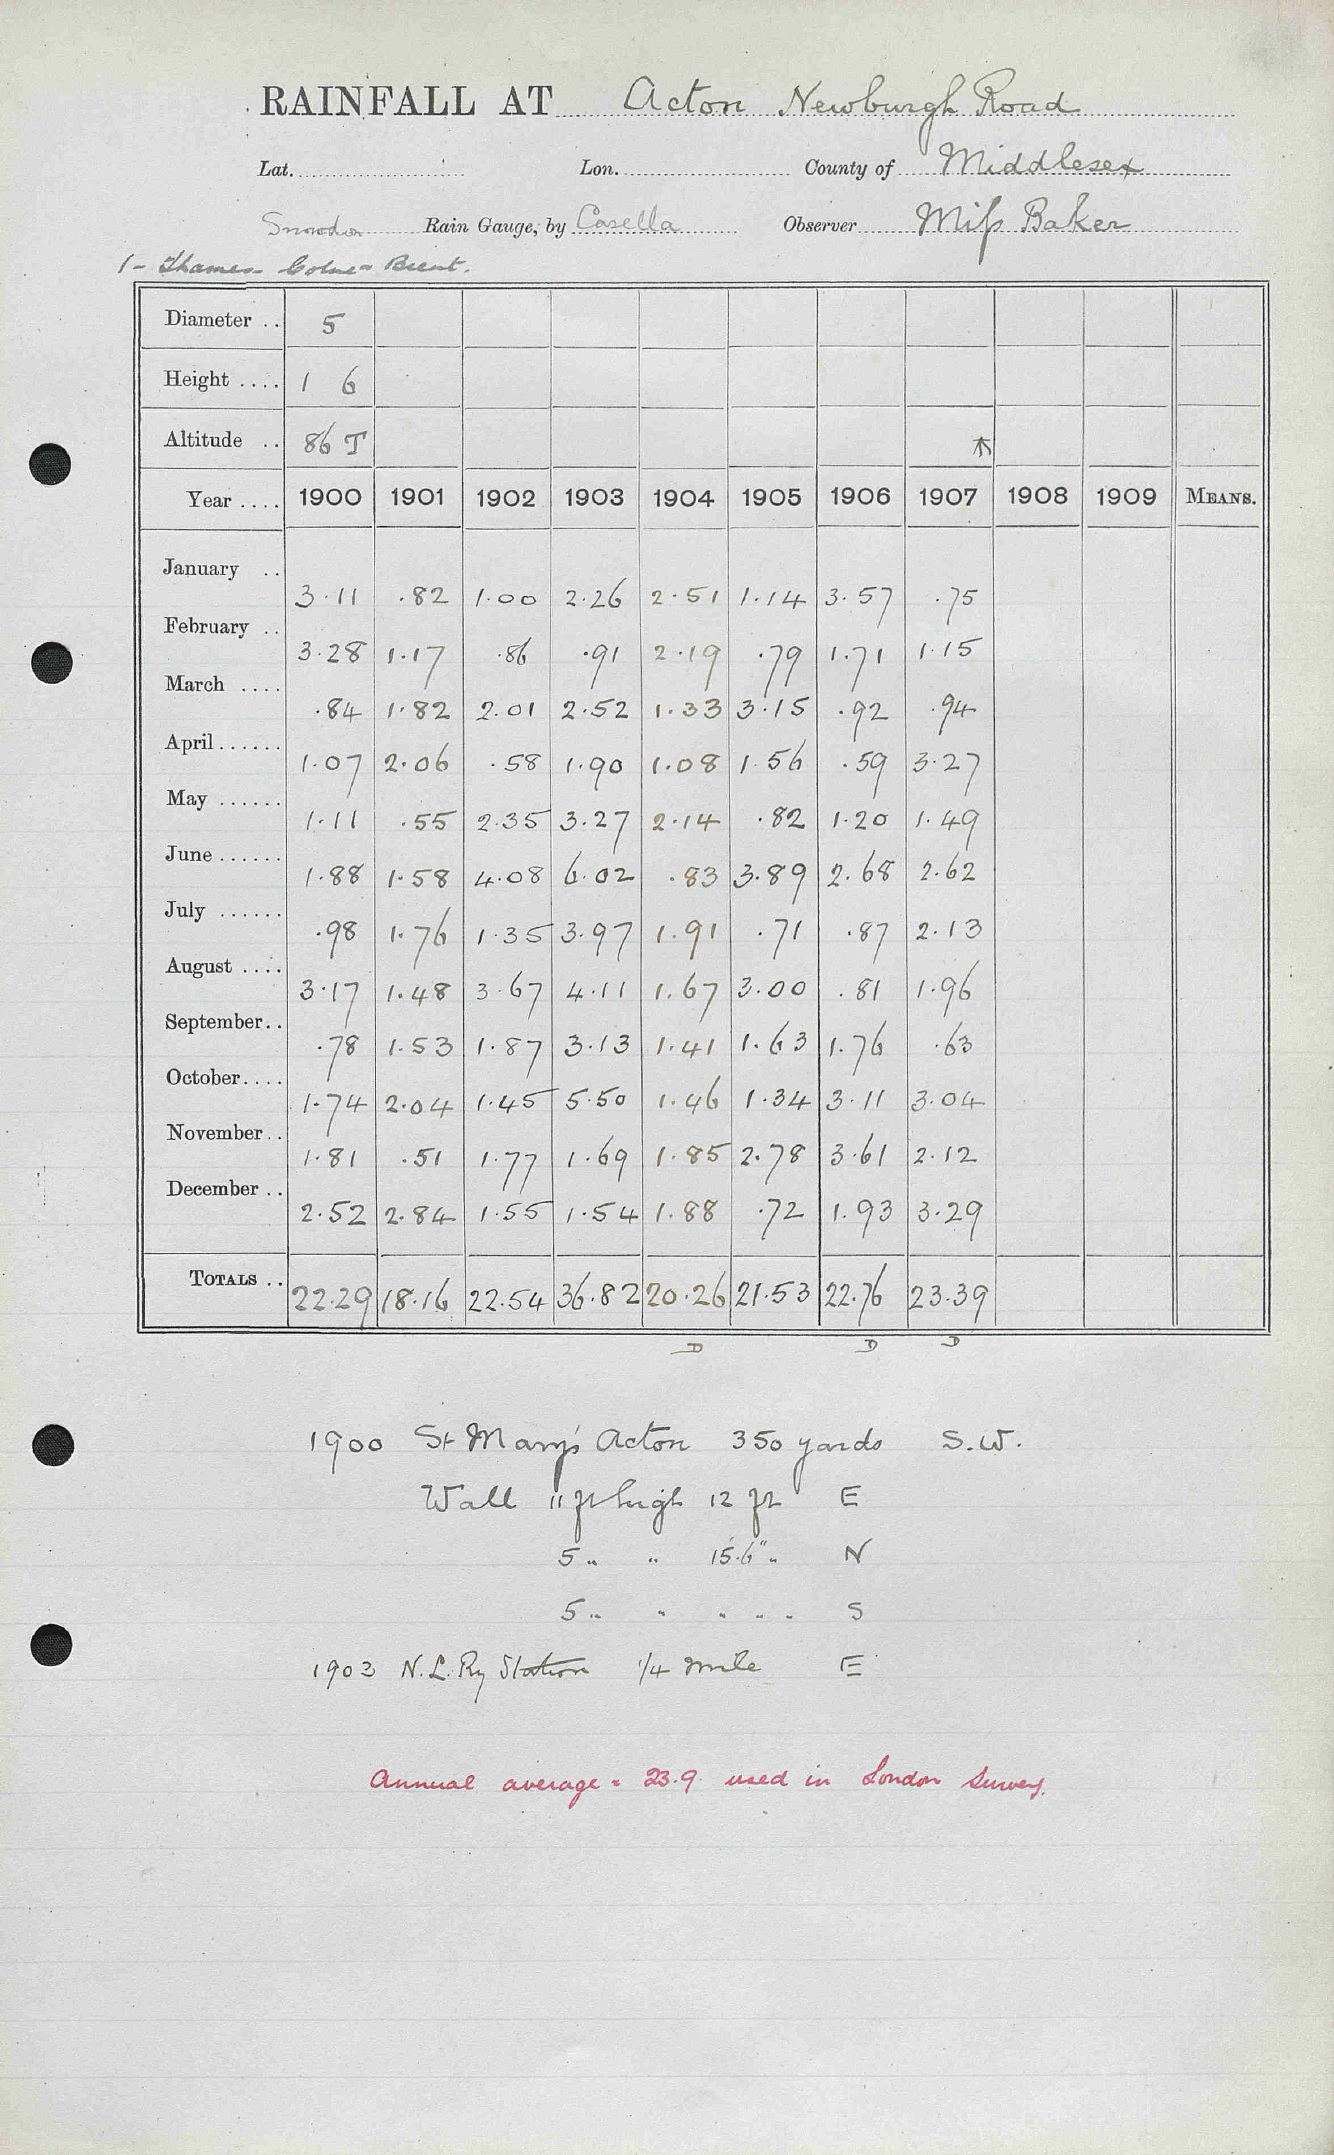 RAINFALL AT Acton Newburgh Road
Lat. Lon. County of Middlesex
Snowdon Rain Gauge, by Casella Observer Miss Baker
1 - Thames - Colne - Brent.
Diameter .. 5
Height .... 1 6
Altitude .. 86 T ↑
Year .... 1900 1901 1902 1903 1904 1905 1906 1907 1908 1909 MEANS.
January .. 3.11 .82 1.00 2.26 2.51 1.14 3.57 .75
February .. 3.28 1.17 .86 .91 2.19 .79 1.71 1.15
March .... .84 1.82 2.01 2.52 1.33 3.15 .92 .94
April ...... 1.07 2.06 .58 1.90 1.08 1.56 .59 3.27
May ...... 1.11 .55 2.35 3.27 2.14 .82 1.20 1.49
June ...... 1.88 1.58 4.08 6.02 .83 3.89 2.68 2.62
July ...... .98 1.76 1.35 3.97 1.91 .71 .87 2.13
August .... 3.17 1.48 3.67 4.11 1.67 3.00 .81 1.96
September.. .78 1.53 1.87 3.13 1.41 1.63 1.76 .63
October.... 1.74 2.04 1.45 5.50 1.46 1.34 3.11 3.04
November.. 1.81 .51 1.77 1.69 1.85 2.78 3.61 2.12
December .. 2.52 2.84 1.55 1.54 1.88 .72 1.93 3.29
TOTALS .. 22.29 18.16 22.54 36.82 20.26 21.53 22.76 23.39
D D D
1900 St Mary's Acton 350 yards S.W.
Wall 11 ft high 12 ft E
5 " " 15.6" " N
5 " " " " " S
1903 N.L. Ry Station 1/4 mile E
Annual average = 23.9 used in London Survey.